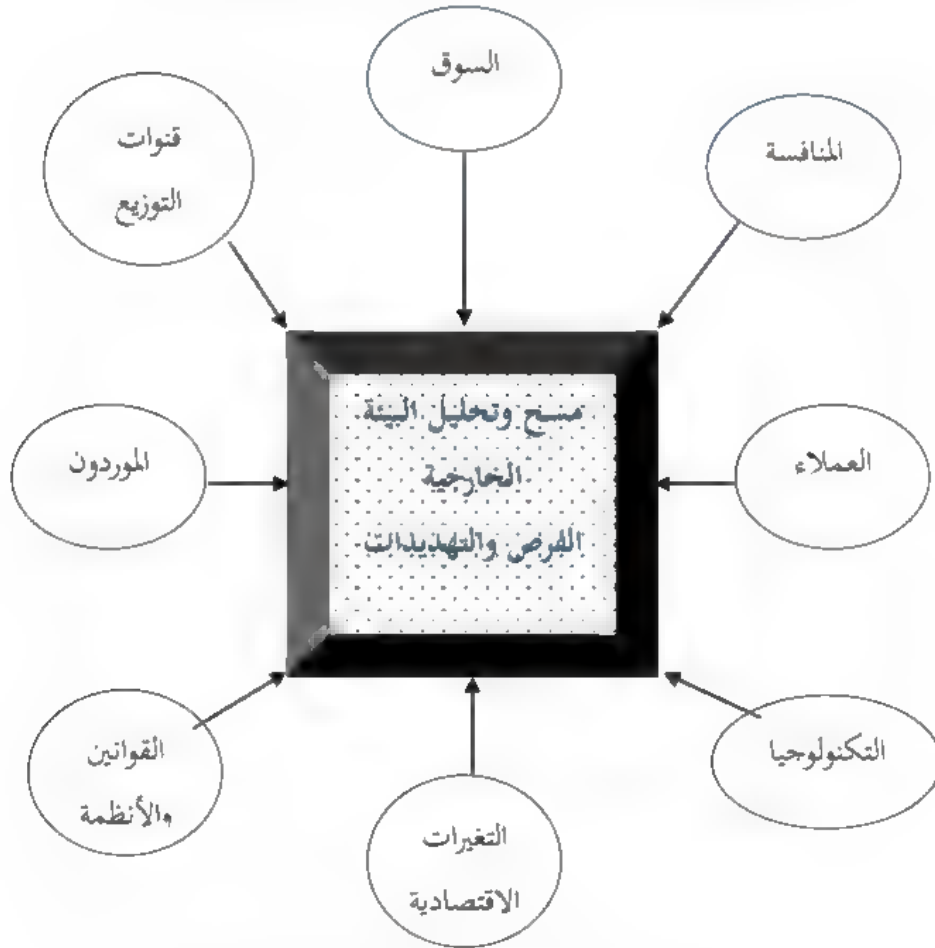 السوق
المنافسة
قنوات
التوزيع
مسح وتحليل البيئة
الخارجية
الفرص والتهديدات
العملاء
الموردون
التكنولوجيا
القوانين
والأنظمة
التغيرات
الاقتصادية